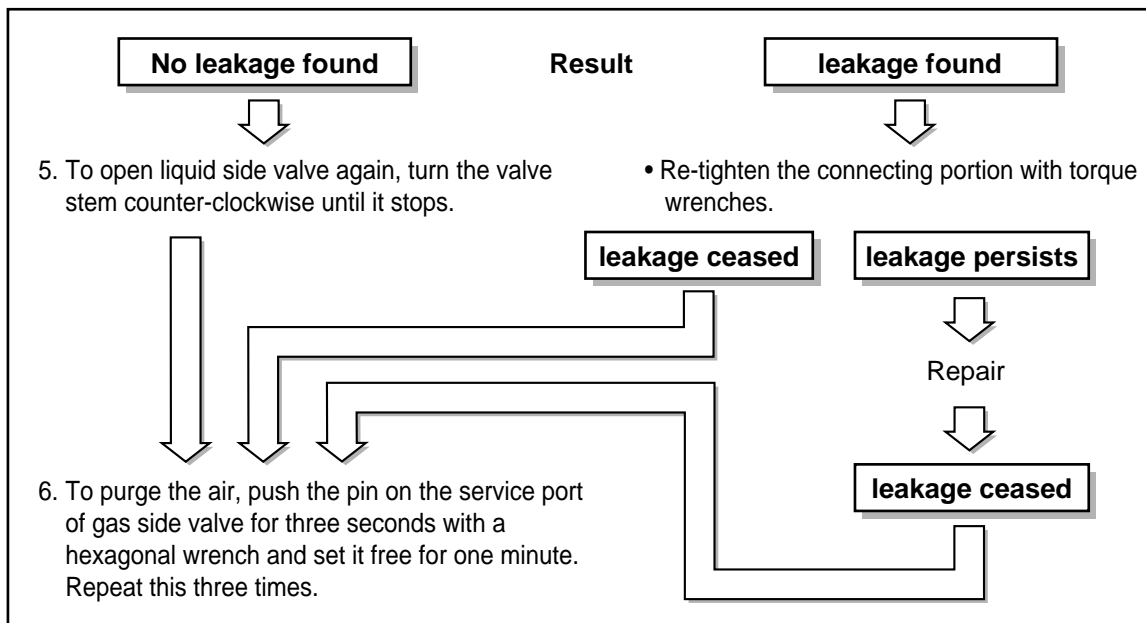 No leakage found
Result
leakage found
5. To open liquid side valve again, turn the valve
stem counter-clockwise until it stops.
• Re-tighten the connecting portion with torque
wrenches.
leakage ceased
leakage persists
Repair
leakage ceased
6. To purge the air, push the pin on the service port
of gas side valve for three seconds with a
hexagonal wrench and set it free for one minute.
Repeat this three times.